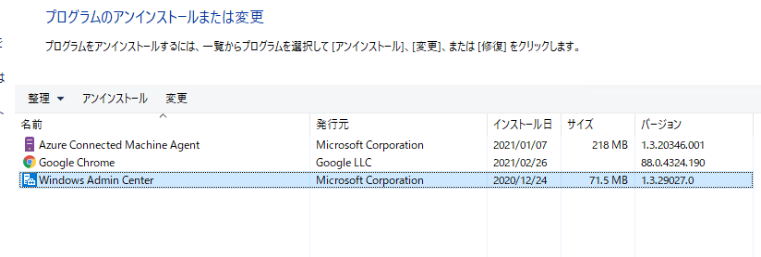 プログラムのアンインストールまたは変更
プログラムをアンインストールするには、一覧からプログラムを選択して [アンインストール]、[変更]、または [修復] をクリックします。
整理 アンインストール 変更
名前 発行元 インストール日 サイズ バージョン
Azure Connected Machine Agent Microsoft Corporation 2021/01/07 218 MB 1.3.20346.001
Google Chrome Google LLC 2021/02/26 88.0.4324.190
Windows Admin Center Microsoft Corporation 2020/12/24 71.5 MB 1.3.29027.0